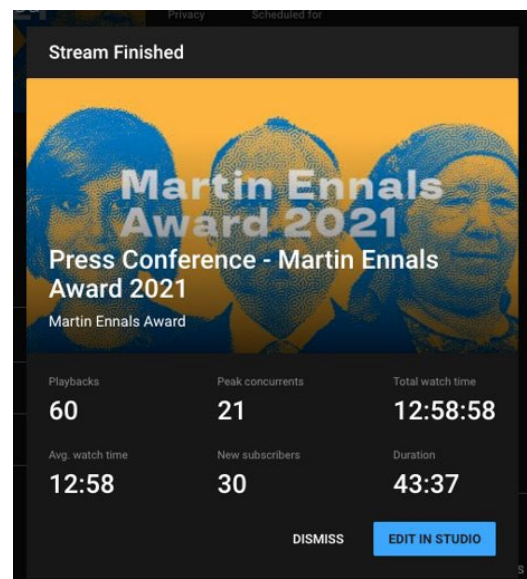 Privacy Scheduled for
Stream Finished
Martin Ennals
Award 2021
Press Conference - Martin Ennals
Award 2021
Martin Ennals Award
Playbacks Peak concurrents Total watch time
60 21 12:58:58
Avg. watch time New subscribers Duration
12:58 30 43:37
DISMISS EDIT IN STUDIO